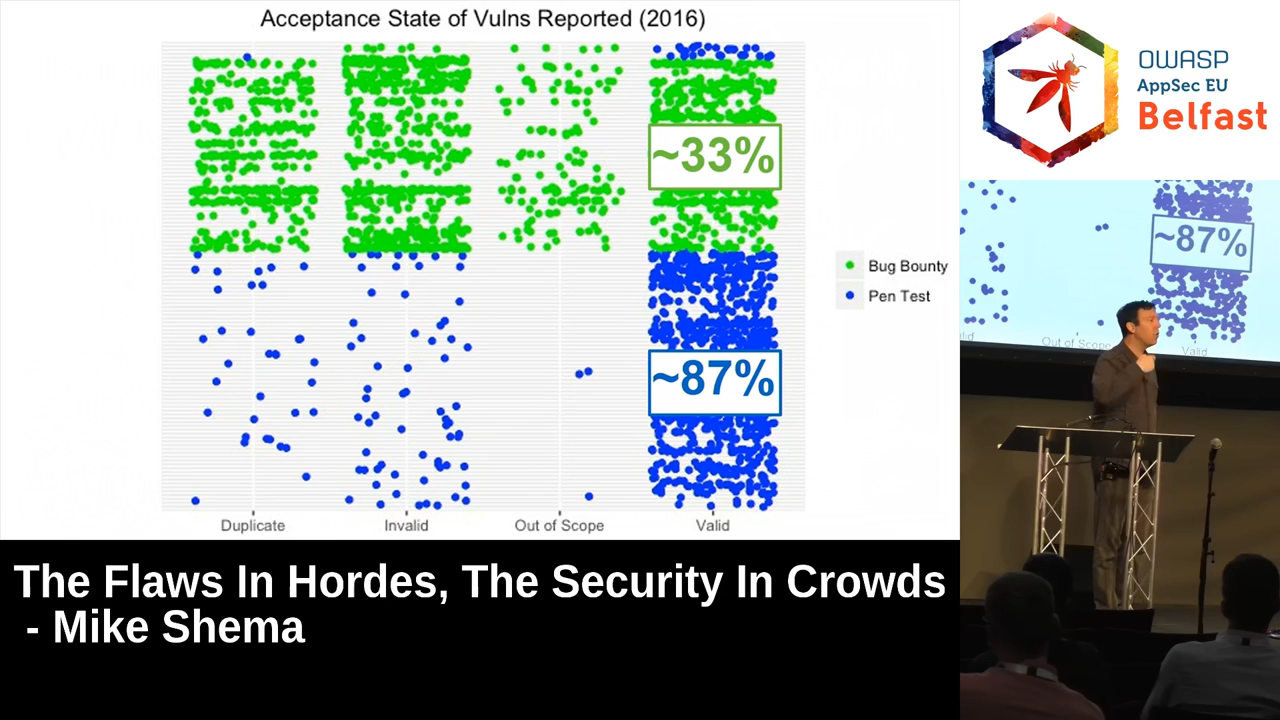 Acceptance State of Vulns Reported (2016)
~33%
~87%
Bug Bounty
Pen Test
Duplicate
Invalid
Out of Scope
Valid
OWASP
AppSec EU
Belfast
~87%
Out of Scope
Valid
The Flaws In Hordes, The Security In Crowds
- Mike Shema